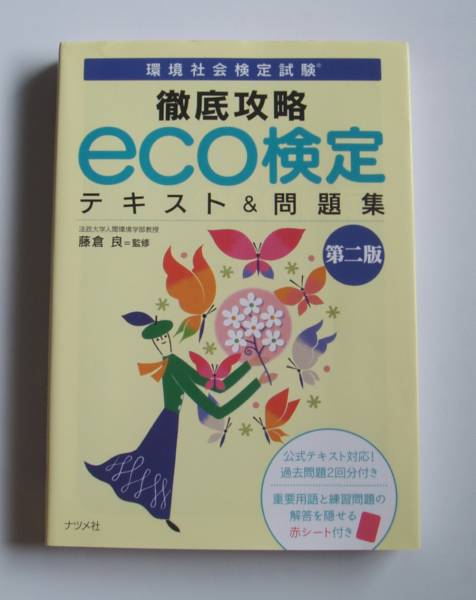 環境社会検定試験®
徹底攻略
eco検定
テキスト&問題集
法政大学人間環境学部教授
藤倉 良=監修
第二版
公式テキスト対応!
過去問題2回分付き
重要用語と練習問題の
解答を隠せる
赤シート付き
ナツメ社